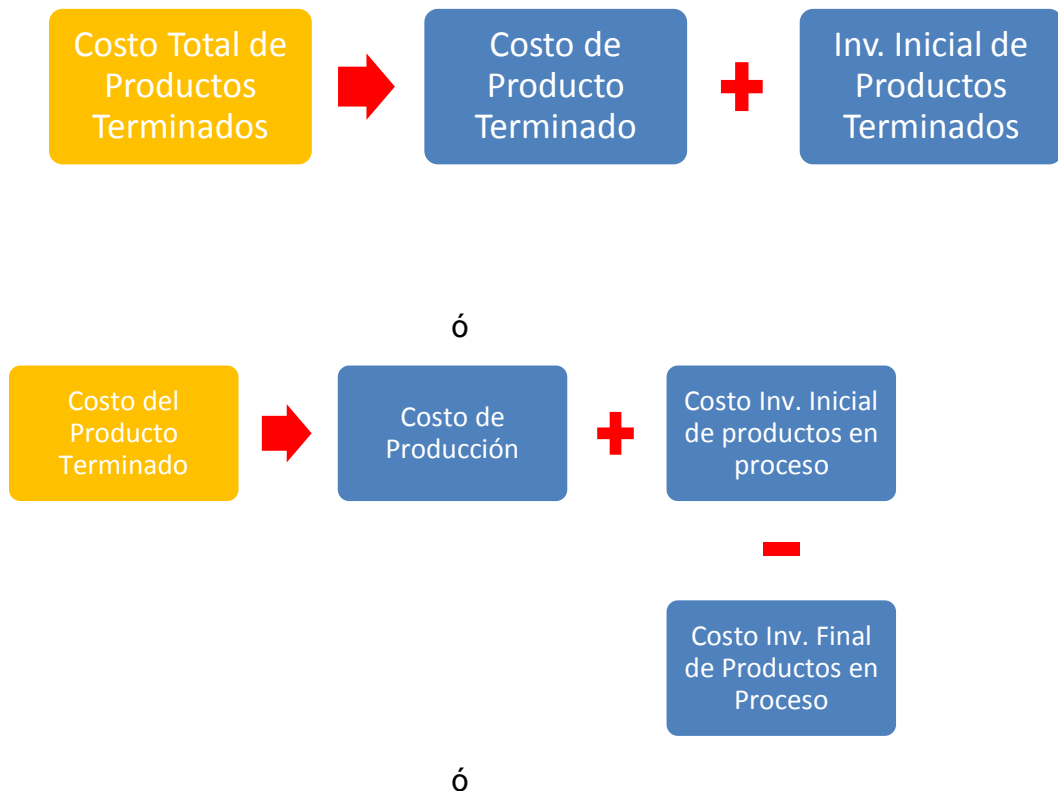 Costo Total de
Productos
Terminados
Costo de
Producto
Terminado
Inv. Inicial de
Productos
Terminados
ó
Costo del
Producto
Terminado
Costo de
Producción
Costo Inv. Inicial
de productos en
proceso
Costo Inv. Final
de Productos en
Proceso
ó